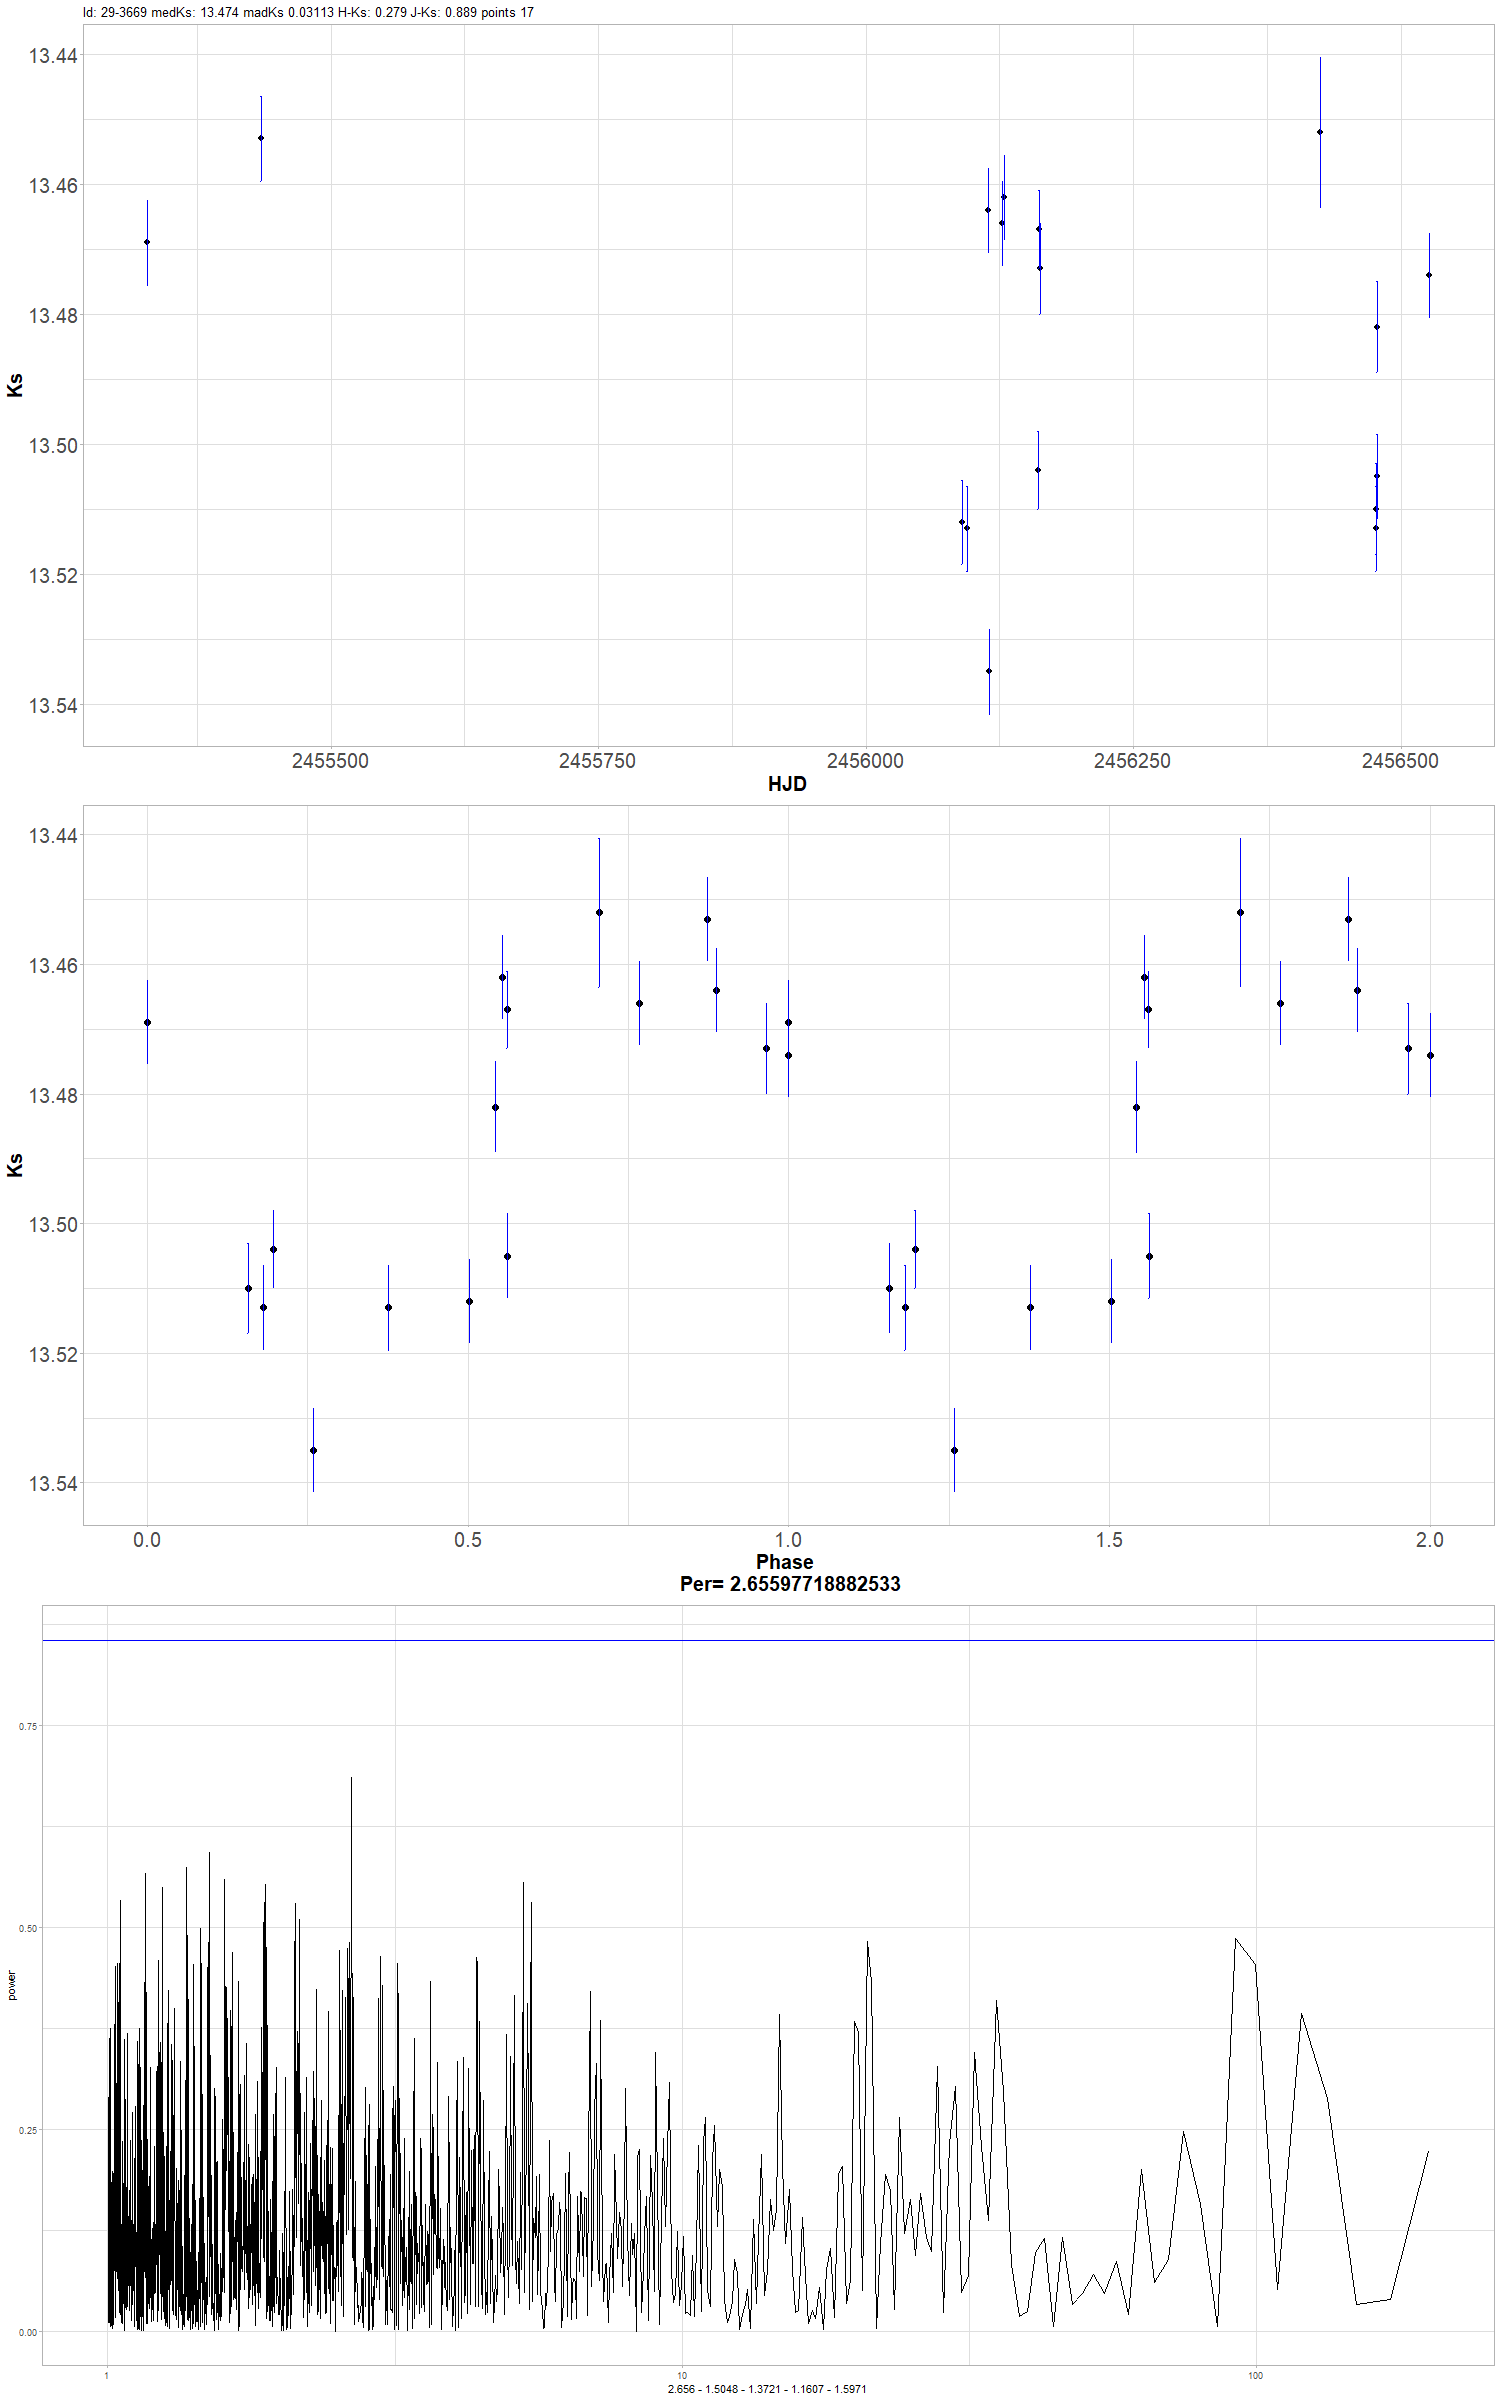 Id: 29-3669 medKs: 13.474 madKs 0.03113 H-Ks: 0.279 J-Ks: 0.889 points 17
13.44
13.46
13.48
13.50
13.52
13.54
Ks
2455500 2455750 2456000 2456250 2456500
HJD
13.44
13.46
13.48
13.50
13.52
13.54
Ks
0.0 0.5 1.0 1.5 2.0
Phase
Per= 2.65597718882533
0.75
0.50
0.25
0.00
power
1 10 100
2.656 - 1.5048 - 1.3721 - 1.1607 - 1.5971